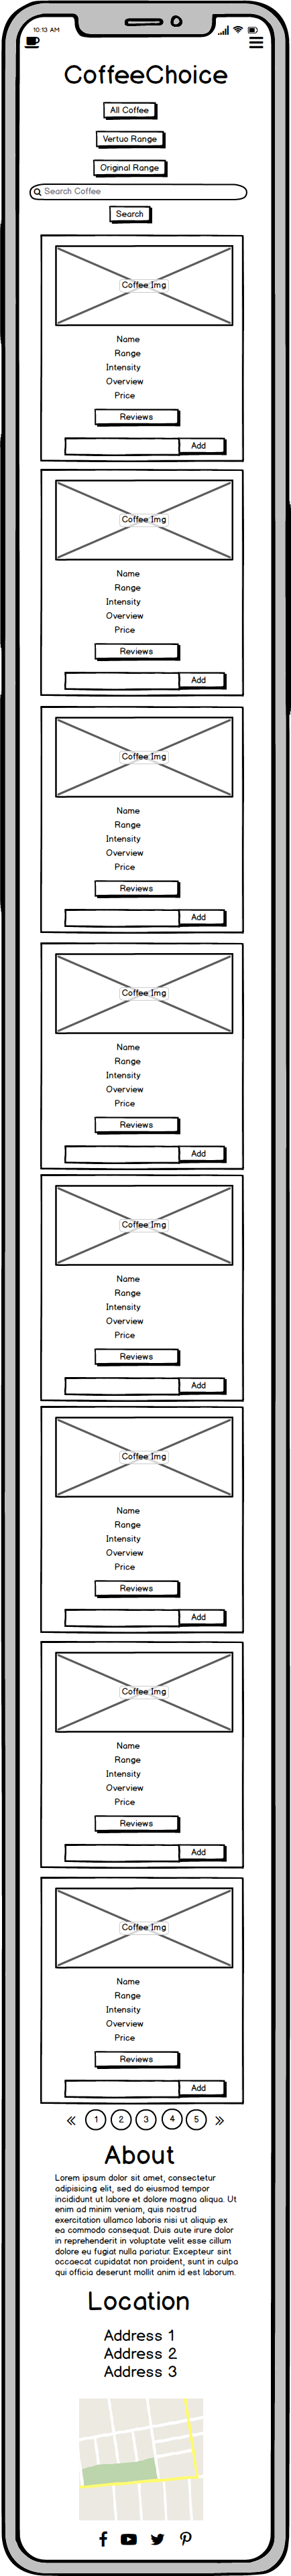 10:13 AM
CoffeeChoice
All Coffee
Vertuo Range
Original Range
Search Coffee
Search
Coffee Img
Name
Range
Intensity
Overview
Price
Reviews
Add
Coffee Img
Name
Range
Intensity
Overview
Price
Reviews
Add
Coffee Img
Name
Range
Intensity
Overview
Price
Reviews
Add
Coffee Img
Name
Range
Intensity
Overview
Price
Reviews
Add
Coffee Img
Name
Range
Intensity
Overview
Price
Reviews
Add
Coffee Img
Name
Range
Intensity
Overview
Price
Reviews
Add
Coffee Img
Name
Range
Intensity
Overview
Price
Reviews
Add
Coffee Img
Name
Range
Intensity
Overview
Price
Reviews
Add
1 2 3 4 5
About
Lorem ipsum dolor sit amet, consectetur
adipisicing elit, sed do eiusmod tempor
incididunt ut labore et dolore magna aliqua. Ut
enim ad minim veniam, quis nostrud
exercitation ullamco laboris nisi ut aliquip ex
ea commodo consequat. Duis aute irure dolor
in reprehenderit in voluptate velit esse cillum
dolore eu fugiat nulla pariatur. Excepteur sint
occaecat cupidatat non proident, sunt in culpa
qui officia deserunt mollit anim id est laborum.
Location
Address 1
Address 2
Address 3